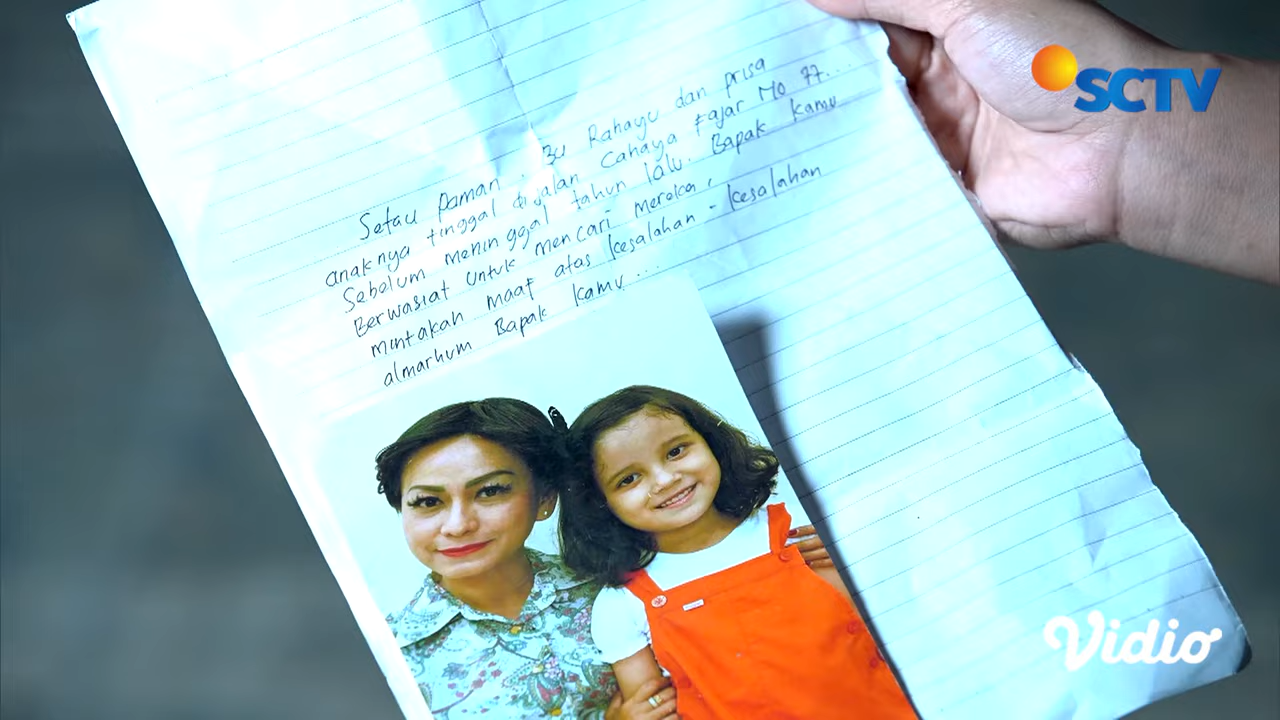 Setau Paman, Bu Rahayu dan prisa
anaknya tinggal di jalan Cahaya Fajar NO 77....
Sebelum meninggal tahun lalu. Bapak kamu
Berwasiat untuk mencari mereka,
mintakan maaf atas kesalahan - kesalahan
almarhum Bapak kamu ...
SCTV
Vidio